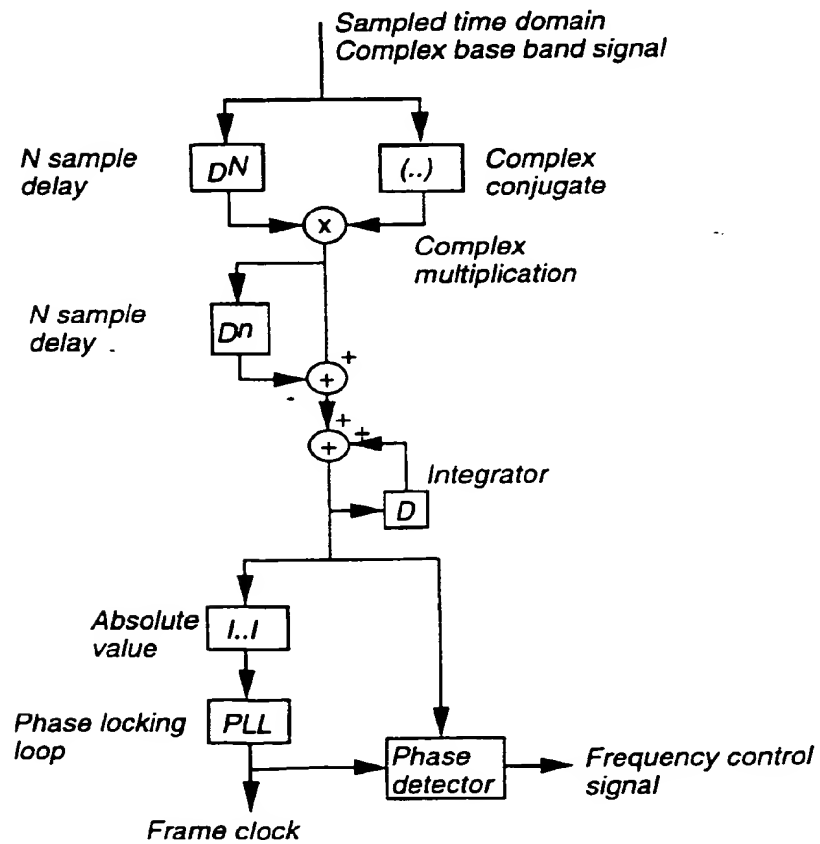 Sampled time domain
Complex base band signal
N sample
delay
DN
(..)
Complex
conjugate
x
Complex
multiplication
N sample
delay
Dn
+
+
+
+
+
Integrator
D
Absolute
value
I..I
Phase locking
loop
PLL
Phase
detector
Frequency control
signal
Frame clock